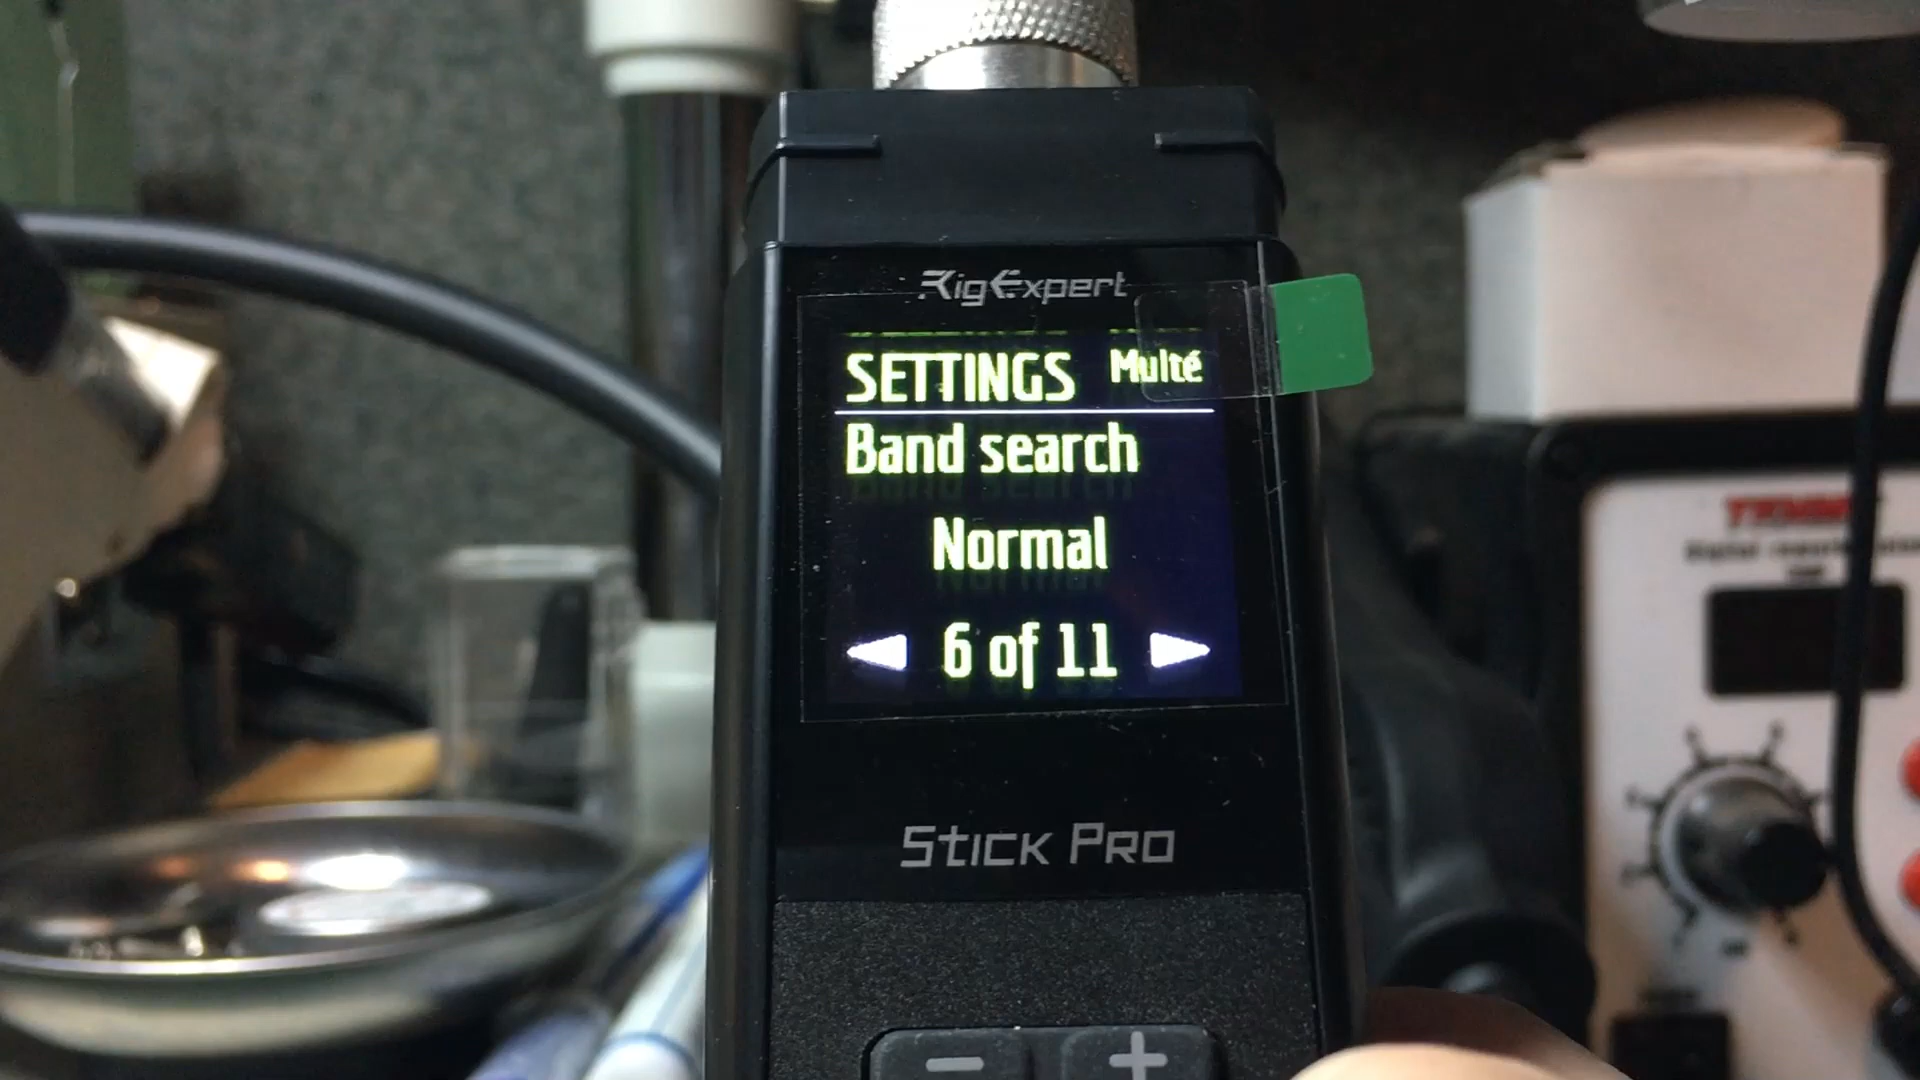 RigExpert
SETTINGS Multé
Band search
Normal
6 of 11
Stick Pro
− +